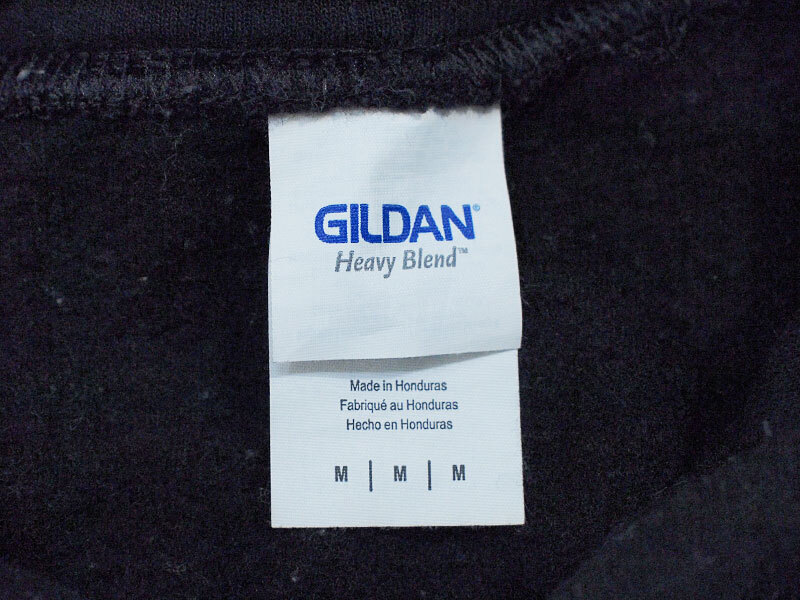 GILDAN®
Heavy Blend™
Made in Honduras
Fabriqué au Honduras
Hecho en Honduras
M | M | M